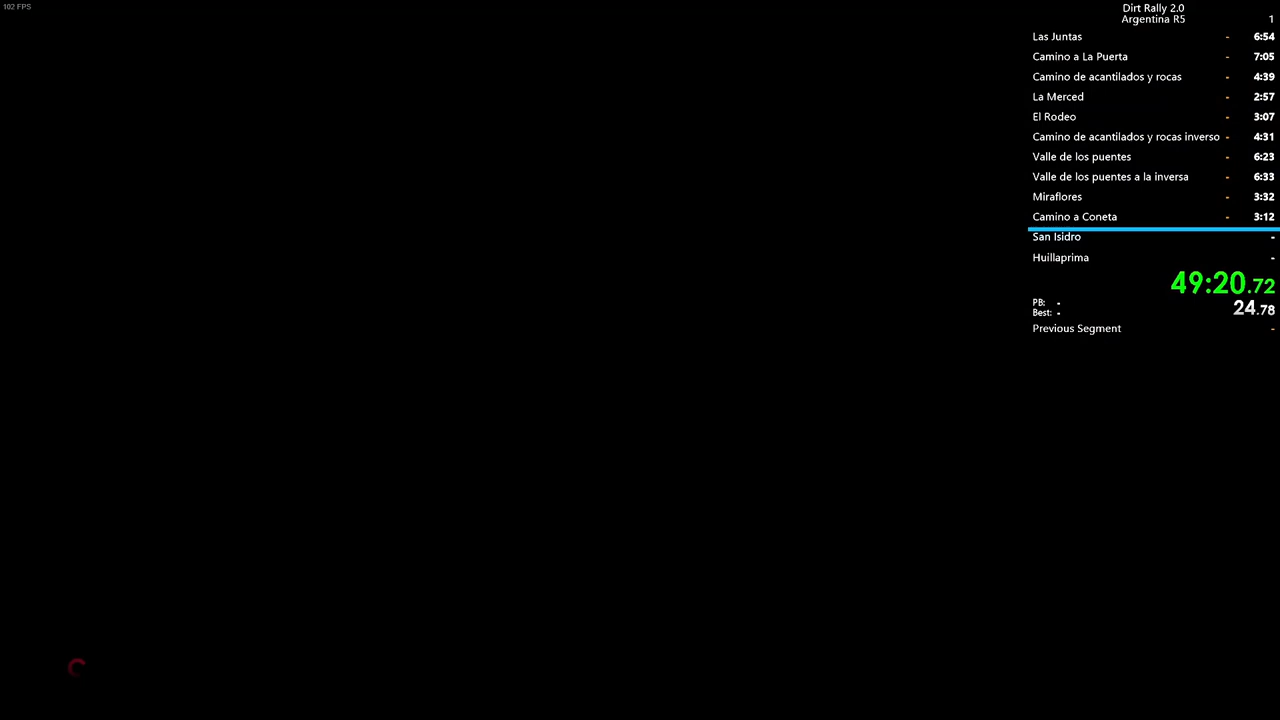 102 FPS
Dirt Rally 2.0
Argentina R5 1
Las Juntas - 6:54
Camino a La Puerta - 7:05
Camino de acantilados y rocas - 4:39
La Merced - 2:57
El Rodeo - 3:07
Camino de acantilados y rocas inverso - 4:31
Valle de los puentes - 6:23
Valle de los puentes a la inversa - 6:33
Miraflores - 3:32
Camino a Coneta - 3:12
San Isidro -
Huillaprima -
49:20.72
PB: - 24.78
Best: -
Previous Segment -